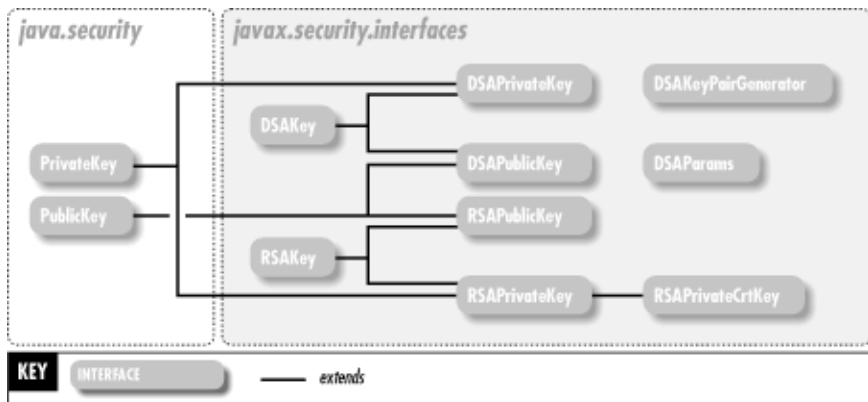 java.security
javax.security.interfaces
DSAPrivateKey
DSAKeyPairGenerator
DSAKey
PrivateKey
DSAPublicKey
DSAParams
PublicKey
RSAPublicKey
RSAKey
RSAPrivateKey
RSAPrivateCrtKey
KEY
INTERFACE
extends